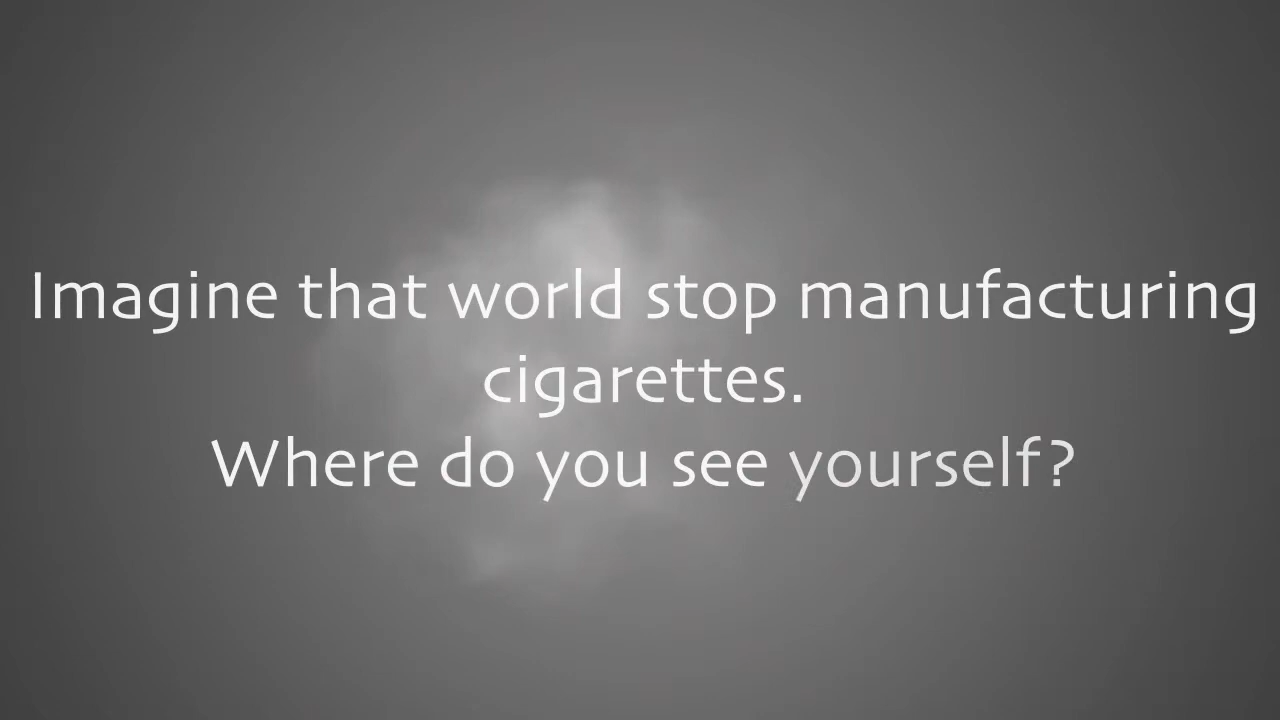 Imagine that world stop manufacturing
cigarettes.
Where do you see yourself?